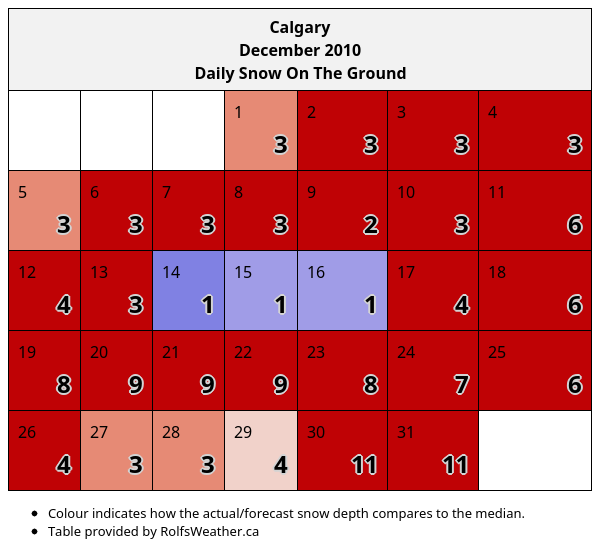 Calgary
December 2010
Daily Snow On The Ground
1 2 3 4
3 3 3 3
5 6 7 8 9 10 11
3 3 3 3 2 3 6
12 13 14 15 16 17 18
4 3 1 1 1 4 6
19 20 21 22 23 24 25
8 9 9 9 8 7 6
26 27 28 29 30 31
4 3 3 4 11 11
• Colour indicates how the actual/forecast snow depth compares to the median.
• Table provided by RolfsWeather.ca